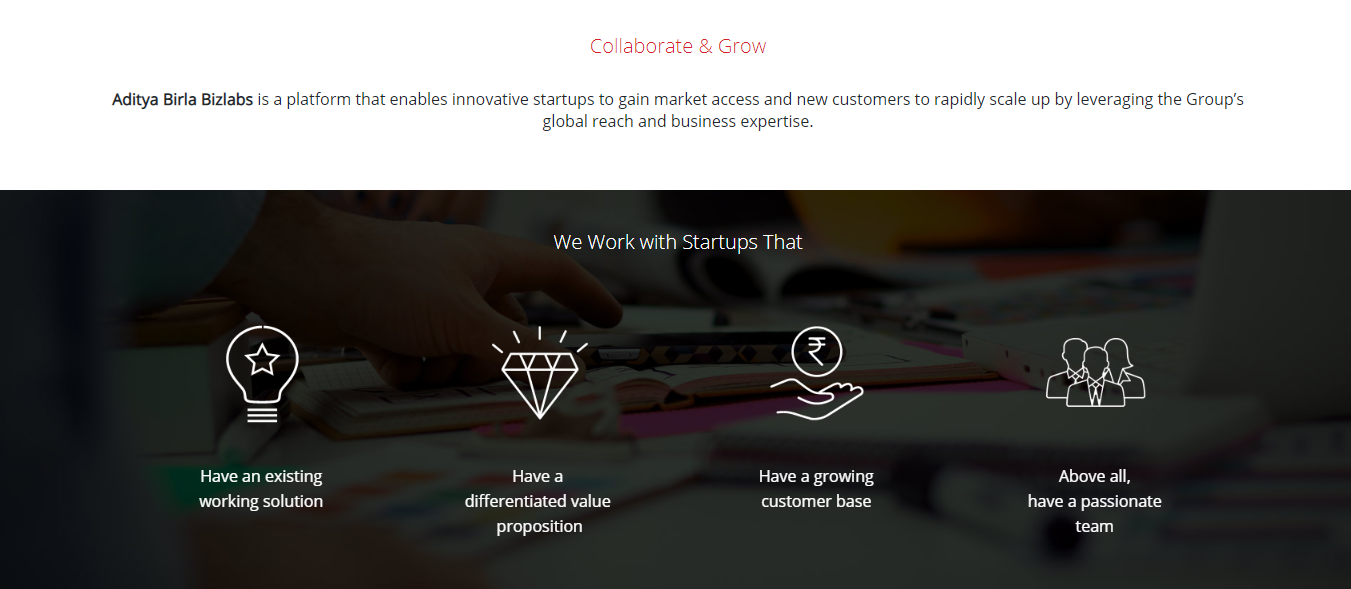 Collaborate & Grow
Aditya Birla Bizlabs is a platform that enables innovative startups to gain market access and new customers to rapidly scale up by leveraging the Group’s
global reach and business expertise.
We Work with Startups That
Have an existing
working solution
Have a
differentiated value
proposition
₹
Have a growing
customer base
Above all,
have a passionate
team